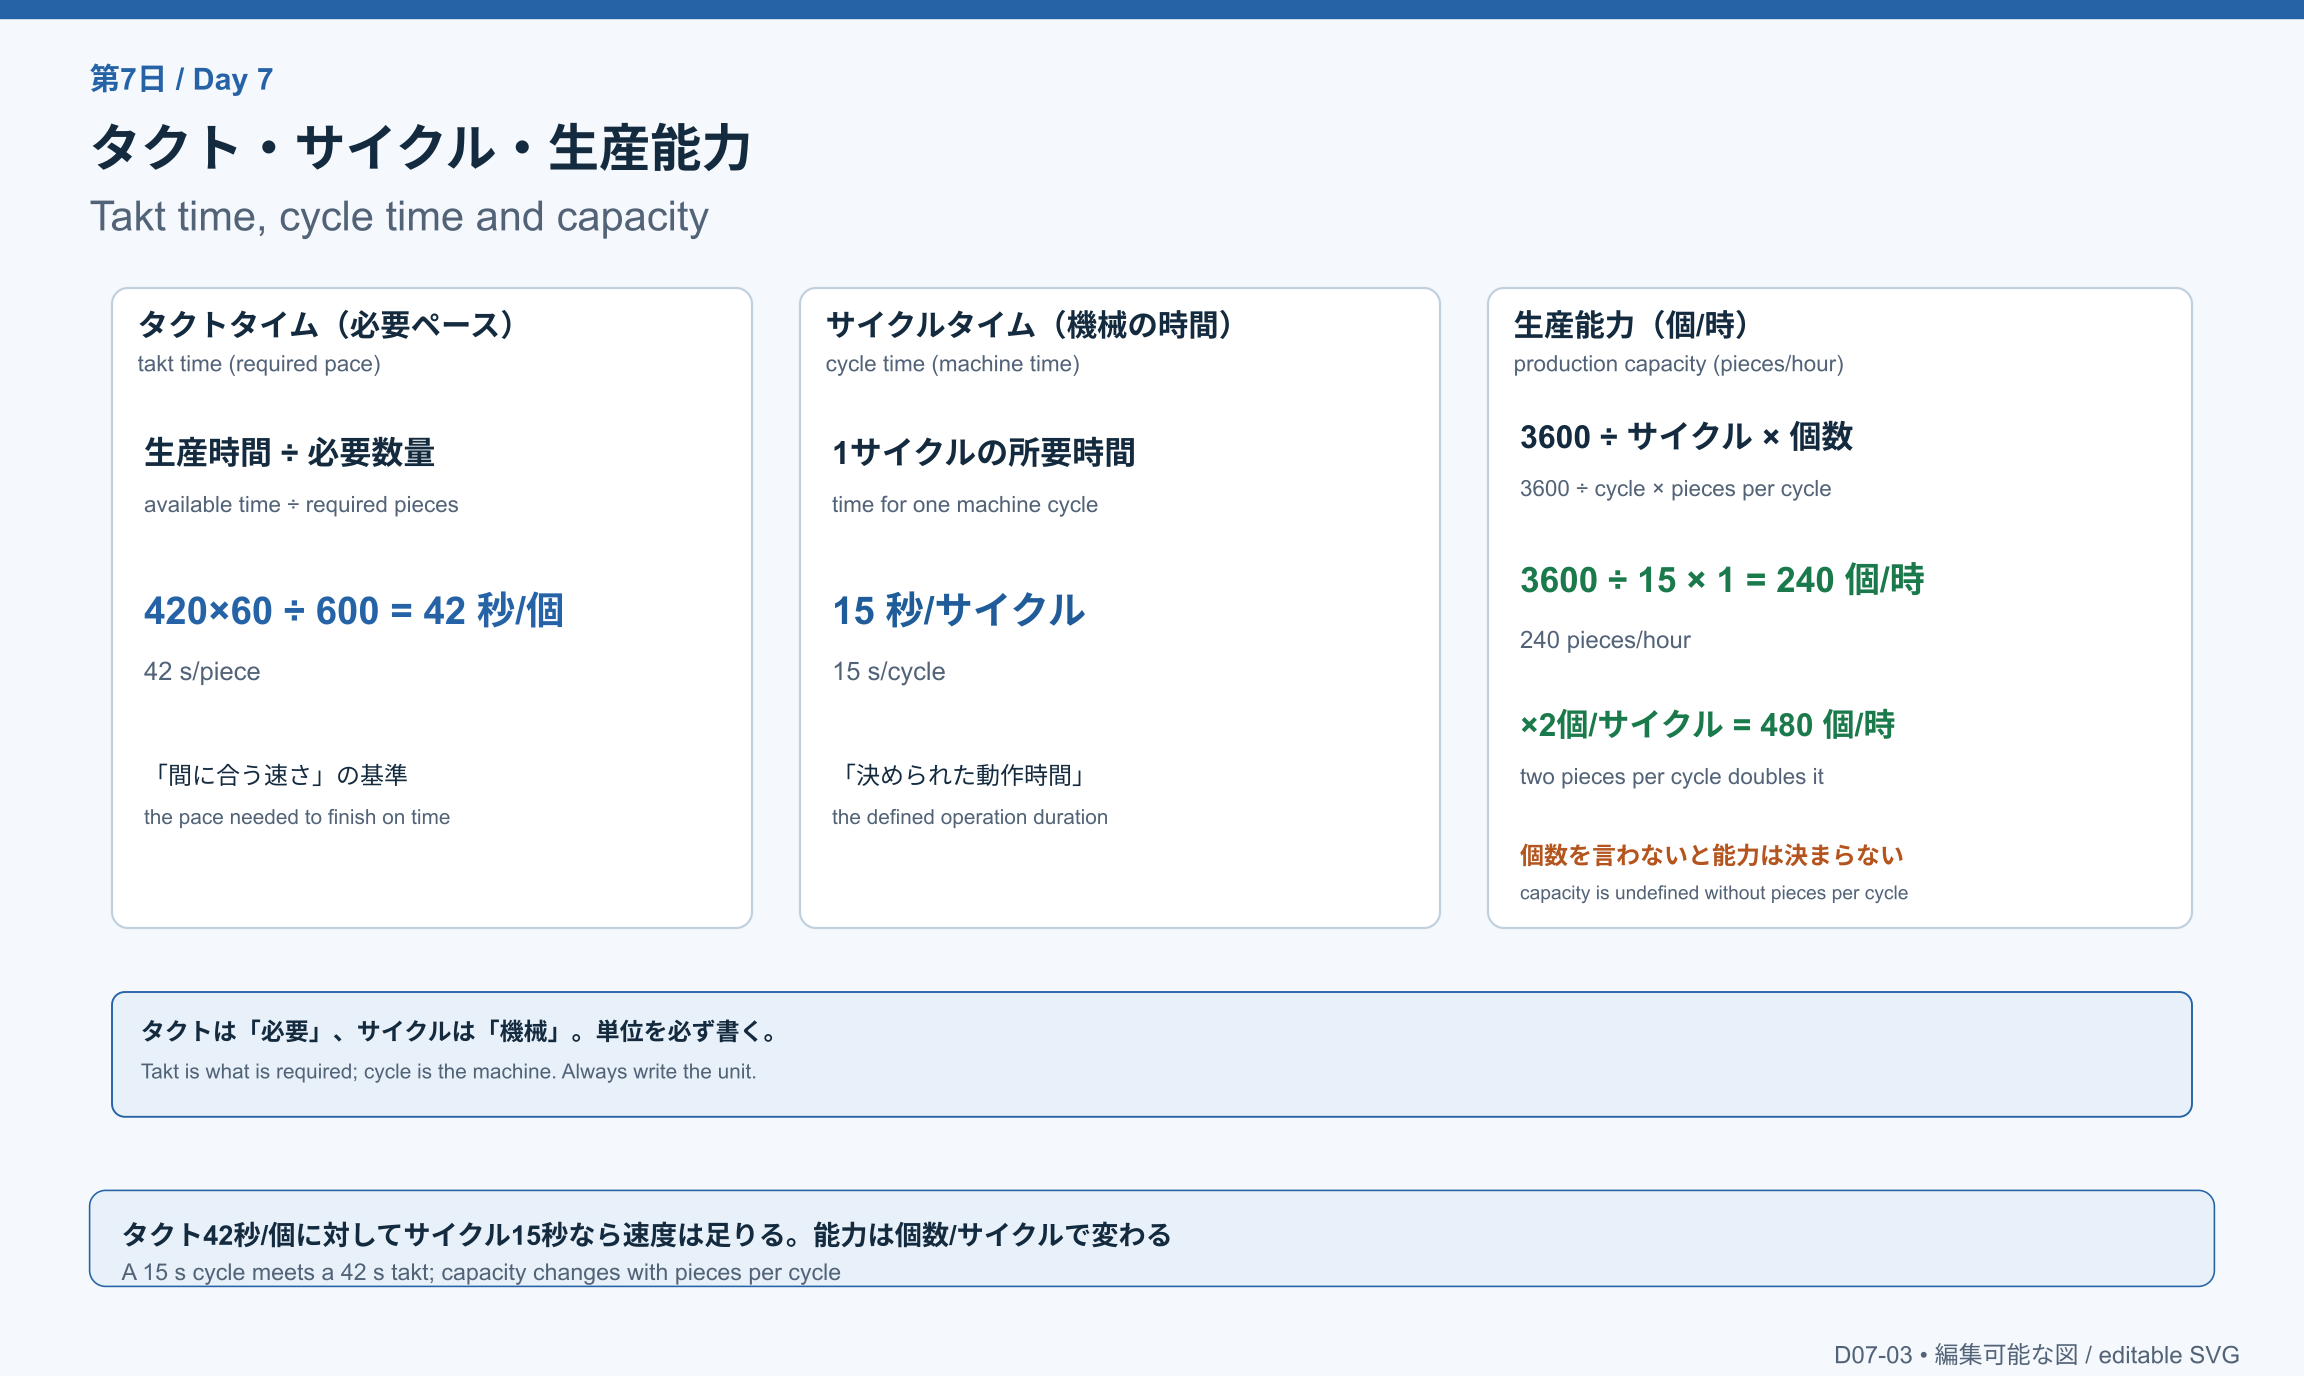 第7日 / Day 7
タクト・サイクル・生産能力
Takt time, cycle time and capacity
タクトタイム（必要ペース）
takt time (required pace)
生産時間 ÷ 必要数量
available time ÷ required pieces
420×60 ÷ 600 = 42 秒/個
42 s/piece
「間に合う速さ」の基準
the pace needed to finish on time
サイクルタイム（機械の時間）
cycle time (machine time)
1サイクルの所要時間
time for one machine cycle
15 秒/サイクル
15 s/cycle
「決められた動作時間」
the defined operation duration
生産能力（個/時）
production capacity (pieces/hour)
3600 ÷ サイクル × 個数
3600 ÷ cycle × pieces per cycle
3600 ÷ 15 × 1 = 240 個/時
240 pieces/hour
×2個/サイクル = 480 個/時
two pieces per cycle doubles it
個数を言わないと能力は決まらない
capacity is undefined without pieces per cycle
タクトは「必要」、サイクルは「機械」。単位を必ず書く。
Takt is what is required; cycle is the machine. Always write the unit.
タクト42秒/個に対してサイクル15秒なら速度は足りる。能力は個数/サイクルで変わる
A 15 s cycle meets a 42 s takt; capacity changes with pieces per cycle
D07-03 • 編集可能な図 / editable SVG